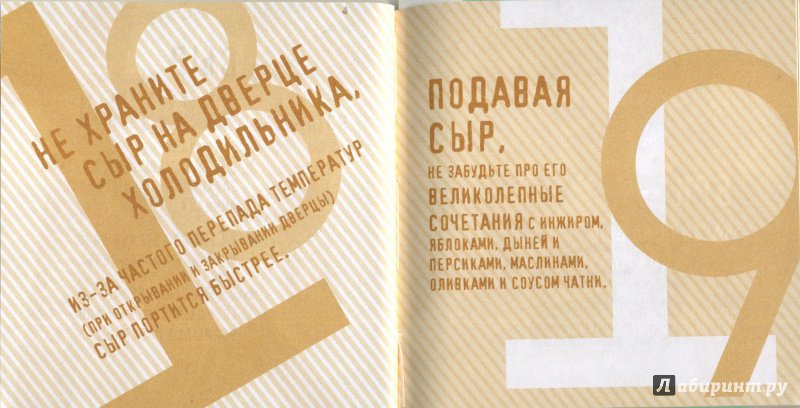 18
НЕ ХРАНИТЕ
СЫР НА ДВЕРЦЕ
ХОЛОДИЛЬНИКА,
ИЗ-ЗА ЧАСТОГО ПЕРЕПАДА ТЕМПЕРАТУР
(ПРИ ОТКРЫВАНИИ И ЗАКРЫВАНИИ ДВЕРЦЫ)
СЫР ПОРТИТСЯ БЫСТРЕЕ.
19
ПОДАВАЯ
СЫР,
НЕ ЗАБУДЬТЕ ПРО ЕГО
ВЕЛИКОЛЕПНЫЕ
СОЧЕТАНИЯ С ИНЖИРОМ,
ЯБЛОКАМИ, ДЫНЕЙ И
ПЕРСИКАМИ, МАСЛИНАМИ,
ОЛИВКАМИ И СОУСОМ ЧАТНИ.
Лабиринт.ру